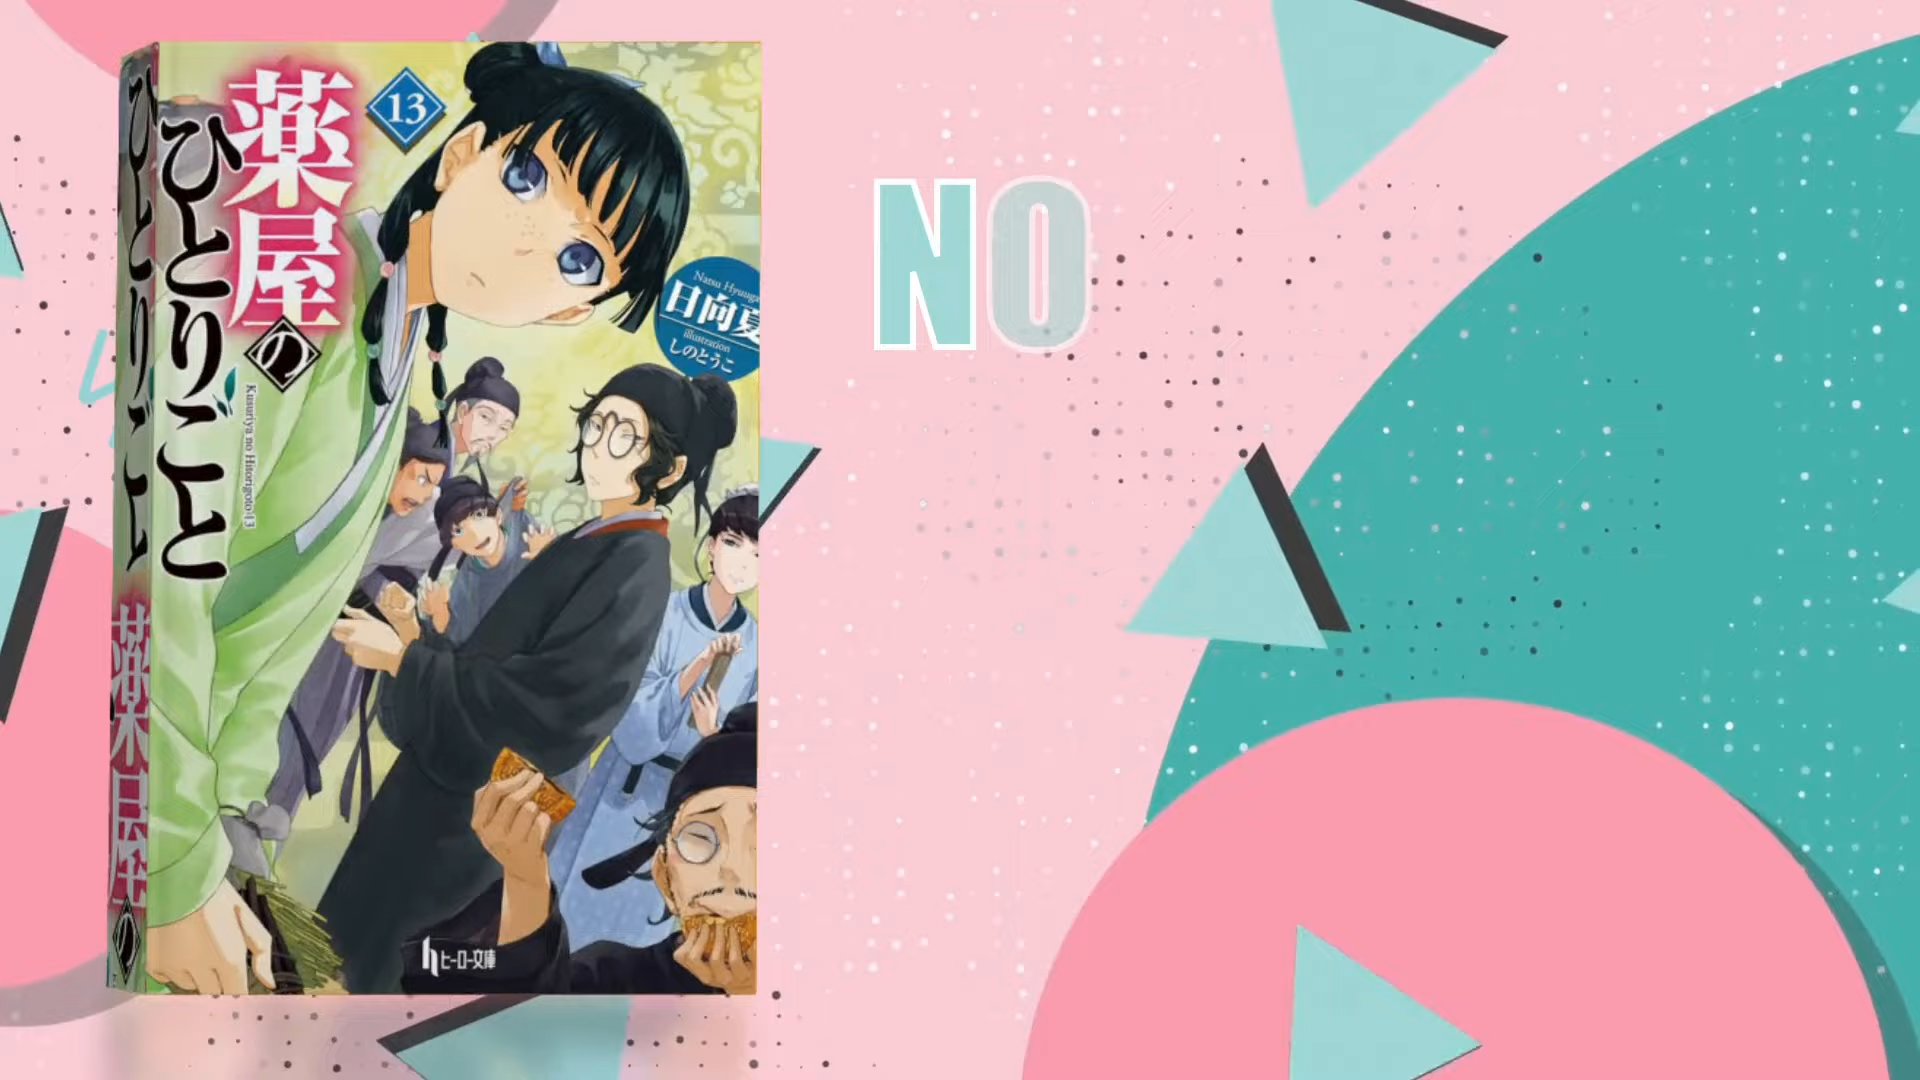 薬屋の
ひとりごと
13
Kusuriya no Hitorigoto 13
Natsu Hyuuga
日向夏
illustration
しのとうこ
ヒーロー文庫
ひとりごと
薬屋の
NO